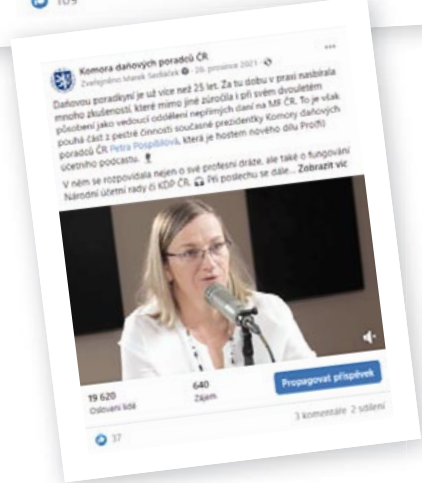 109
Komora daňových poradců ČR
Zveřejněno Marek Sedláček · 20. prosince 2021 ·
Daňovou poradkyní je už více než 25 let. Za tu dobu v praxi nasbírala
mnoho zkušeností, které mimo jiné zúročila i při svém dvouletém
působení jako vedoucí oddělení nepřímých daní na MF ČR. To je však
pouhá část z pestré činnosti současné prezidentky Komory daňových
poradců ČR Petra Pospíšilová, která je hostem nového dílu Pro(ti)
účetního podcastu.
V něm se rozpovídala nejen o své profesní dráze, ale také o fungování
Národní účetní rady či KDP ČR. Při poslechu se dále... Zobrazit víc
19 620
Oslovení lidé
640
Zájem
Propagovat příspěvek
37
3 komentáře 2 sdílení